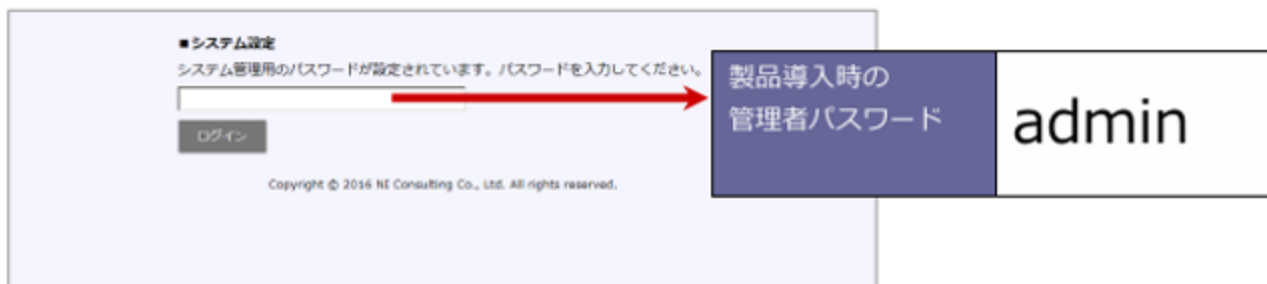 ■システム設定
システム管理用のパスワードが設定されています。パスワードを入力してください。
ログイン
Copyright © 2016 NI Consulting Co., Ltd. All rights reserved.
製品導入時の
管理者パスワード
admin